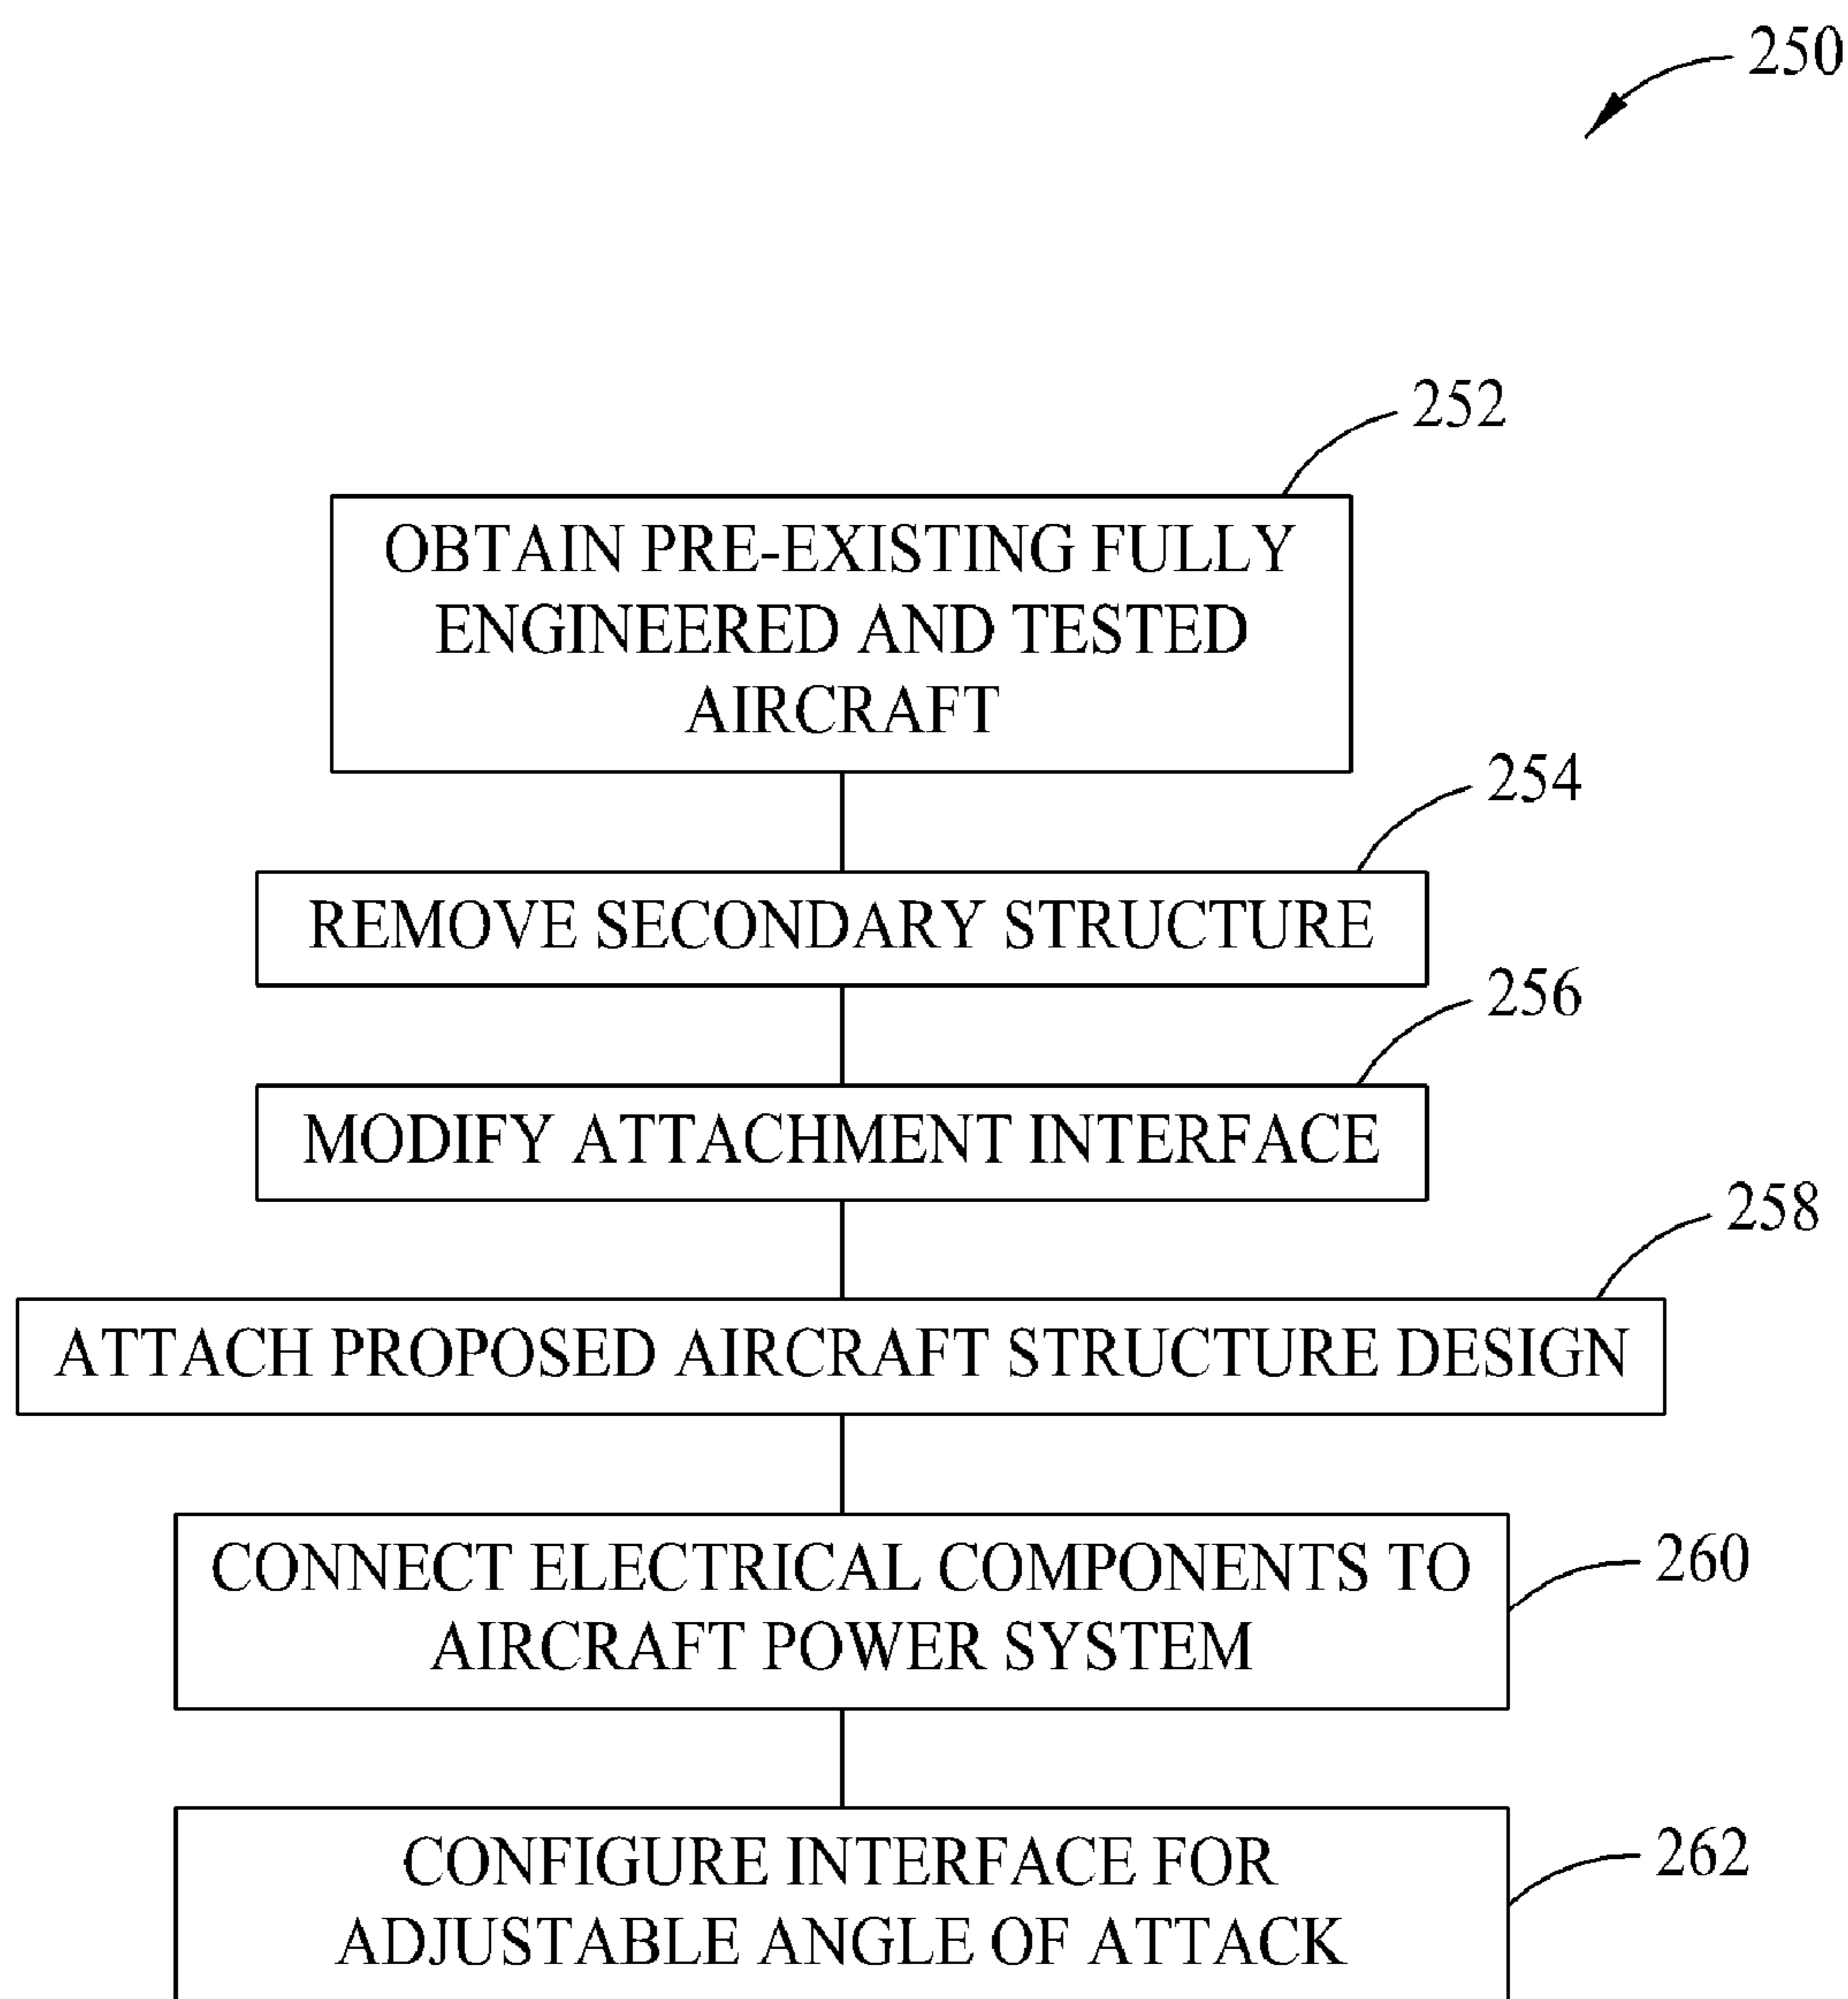 250
252
OBTAIN PRE-EXISTING FULLY
ENGINEERED AND TESTED
AIRCRAFT
254
REMOVE SECONDARY STRUCTURE
256
MODIFY ATTACHMENT INTERFACE
258
ATTACH PROPOSED AIRCRAFT STRUCTURE DESIGN
260
CONNECT ELECTRICAL COMPONENTS TO
AIRCRAFT POWER SYSTEM
262
CONFIGURE INTERFACE FOR
ADJUSTABLE ANGLE OF ATTACK